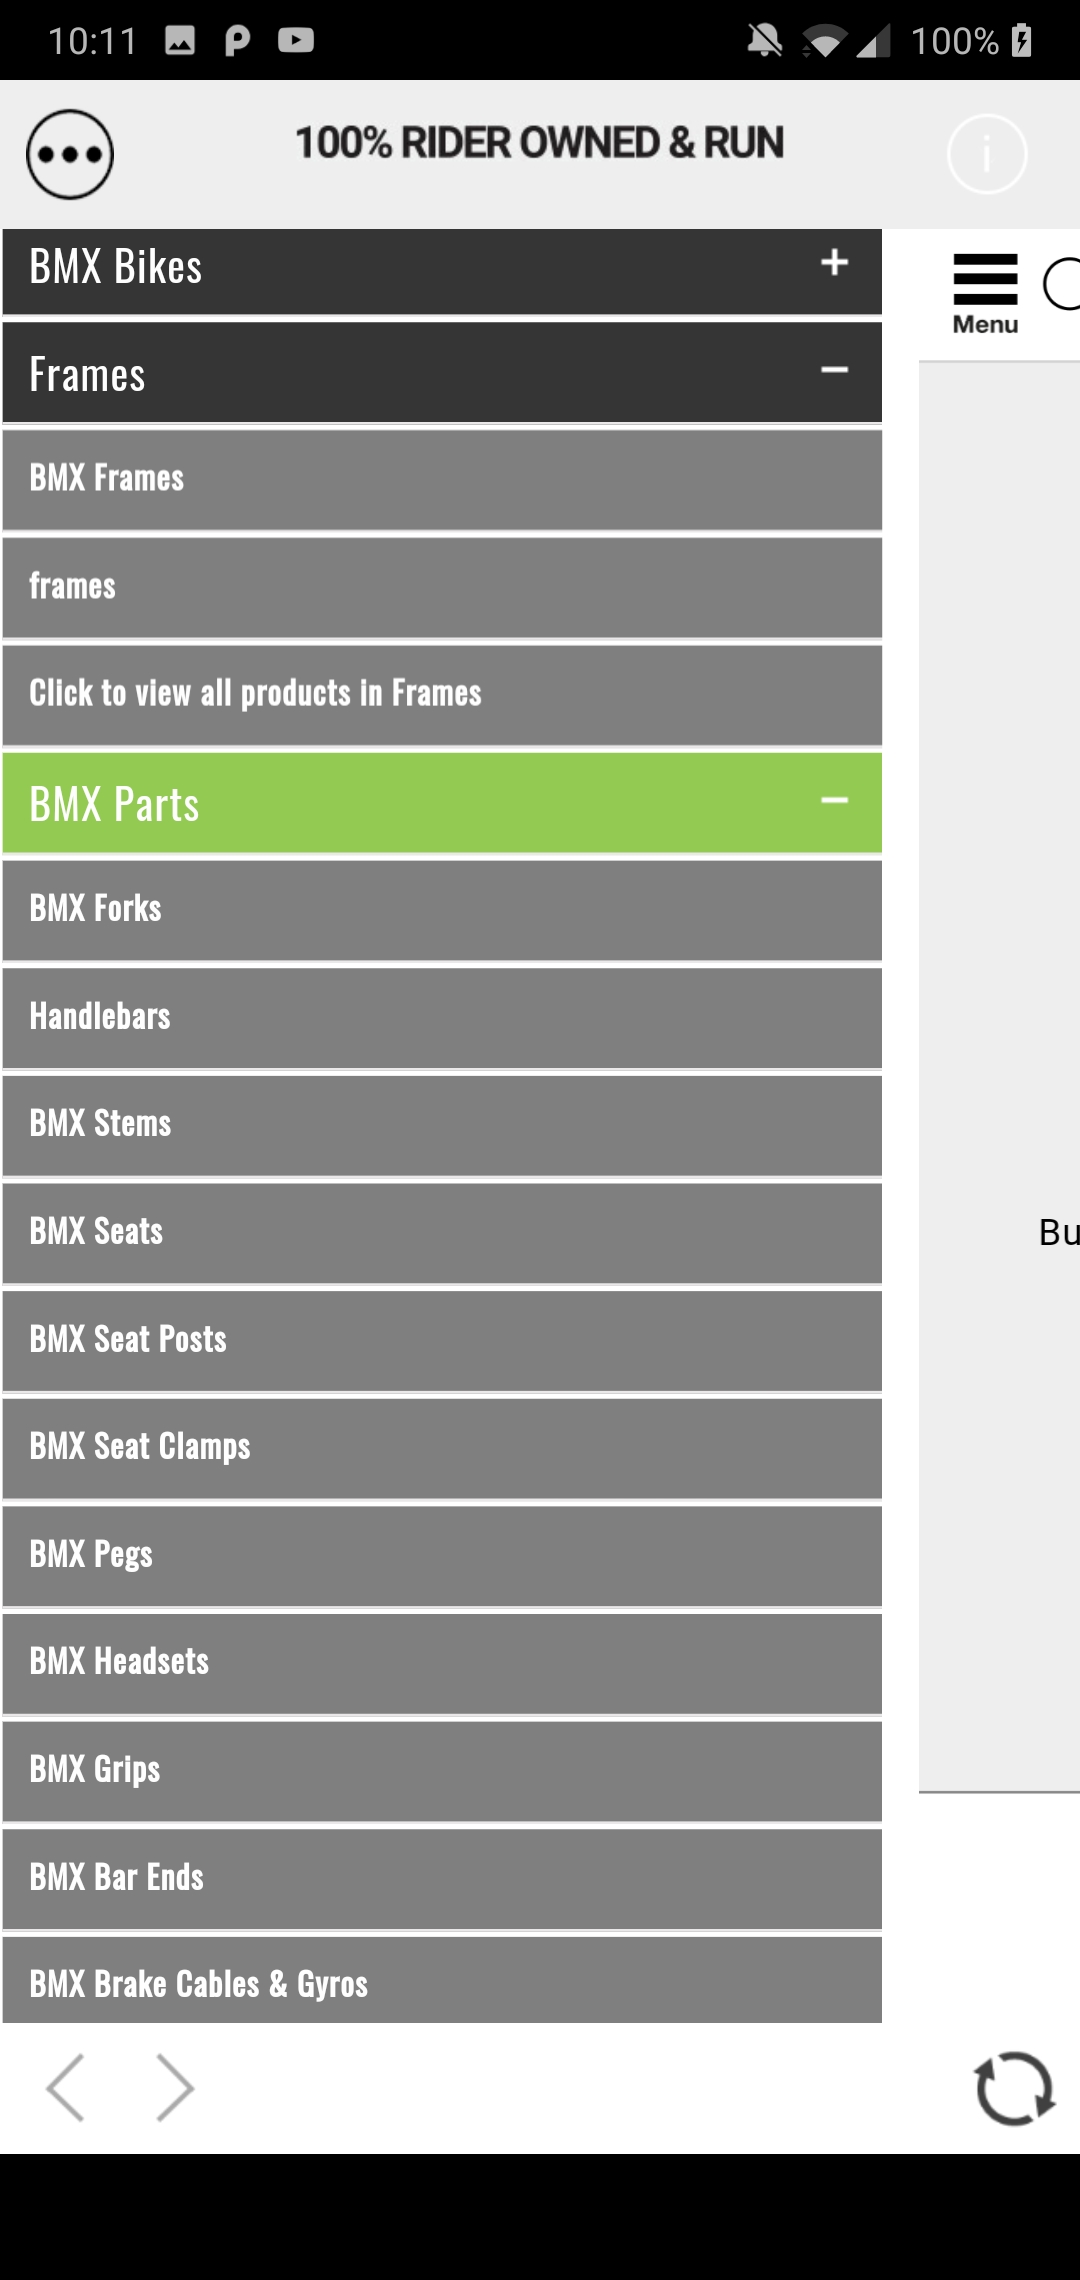 10:11
100%
100% RIDER OWNED & RUN
BMX Bikes
Menu
Frames
BMX Frames
frames
Click to view all products in Frames
BMX Parts
BMX Forks
Handlebars
BMX Stems
BMX Seats
Bu
BMX Seat Posts
BMX Seat Clamps
BMX Pegs
BMX Headsets
BMX Grips
BMX Bar Ends
BMX Brake Cables & Gyros